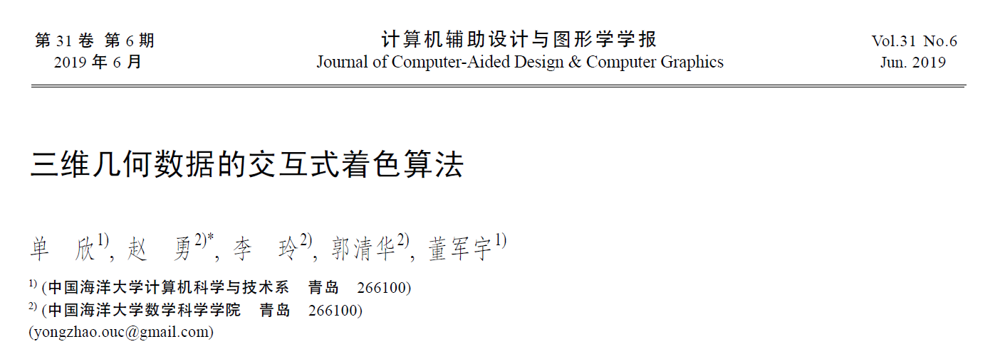 第 31 卷 第 6 期
计算机辅助设计与图形学学报
Vol.31 No.6
2019 年 6 月
Journal of Computer-Aided Design & Computer Graphics
Jun. 2019
三维几何数据的交互式着色算法
单 欣1), 赵 勇2)*, 李 玲2), 郭清华2), 董军宇1)
1) (中国海洋大学计算机科学与技术系 青岛 266100)
2) (中国海洋大学数学科学学院 青岛 266100)
(yongzhao.ouc@gmail.com)